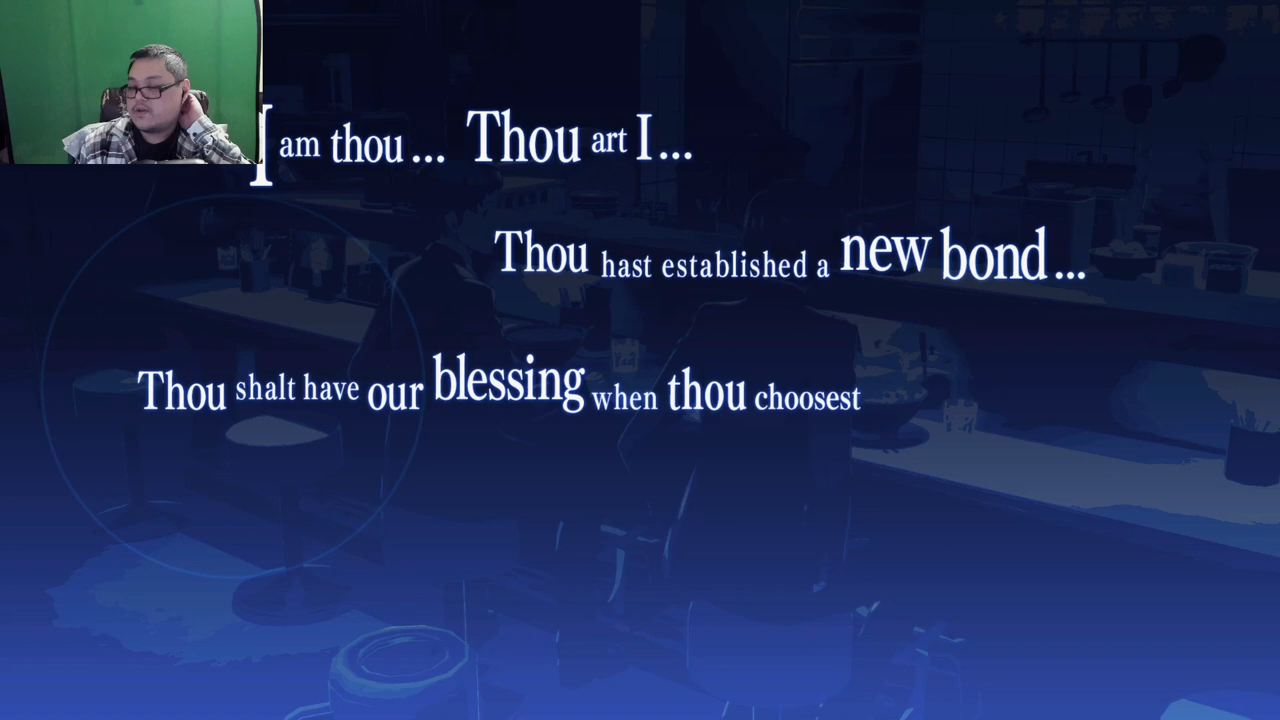 I am thou... Thou art I...
Thou hast established a new bond...
Thou shalt have our blessing when thou choosest